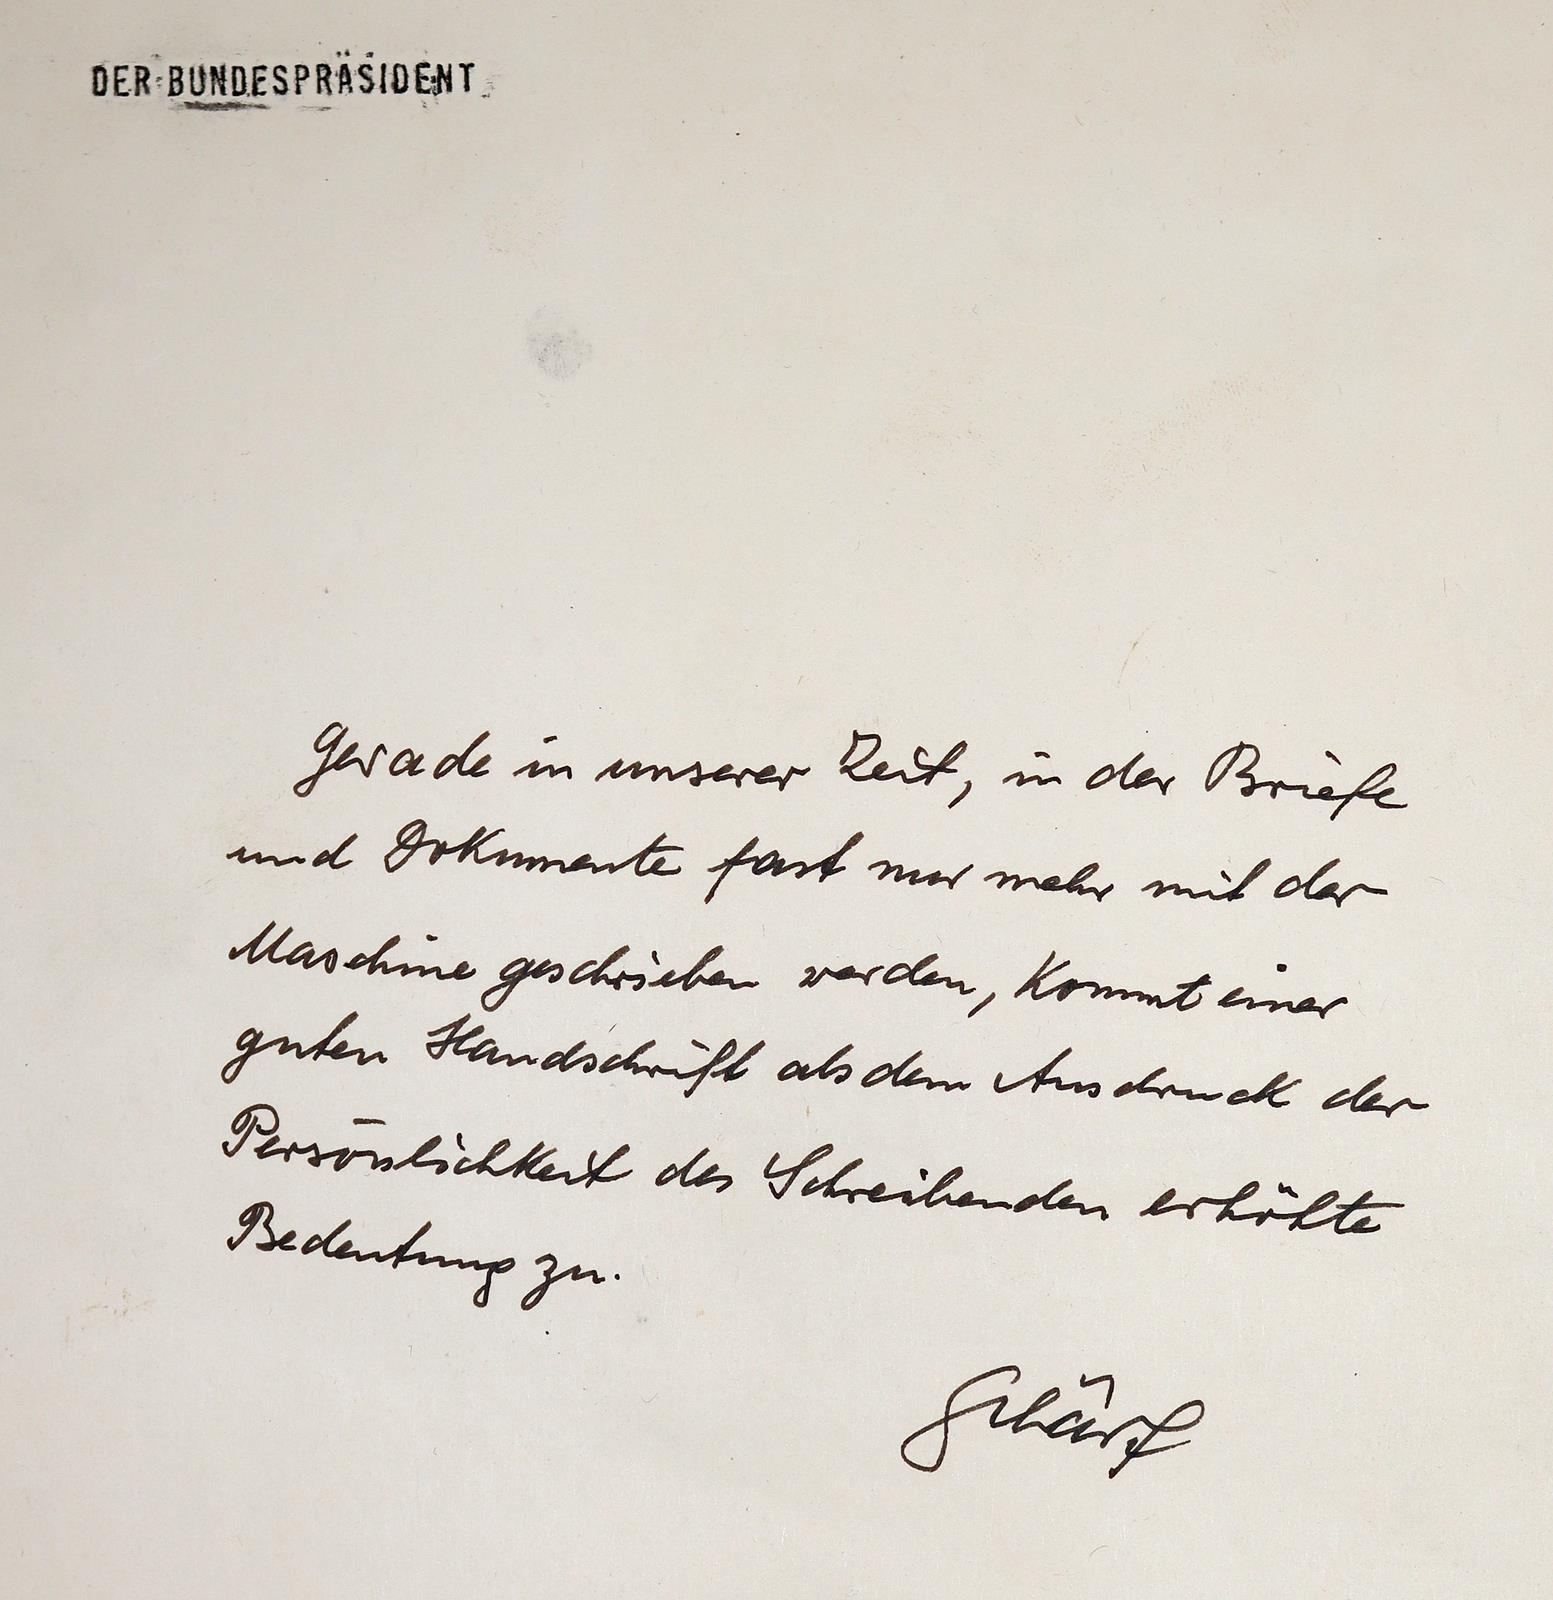 DER BUNDESPRÄSIDENT
Gerade in unserer Zeit, in der Briefe
und Dokumente fast nur mehr mit der
Maschine geschrieben werden, kommt einer
guten Handschrift als dem Ausdruck der
Persönlichkeit des Schreibenden erhöhte
Bedeutung zu.
Schärf